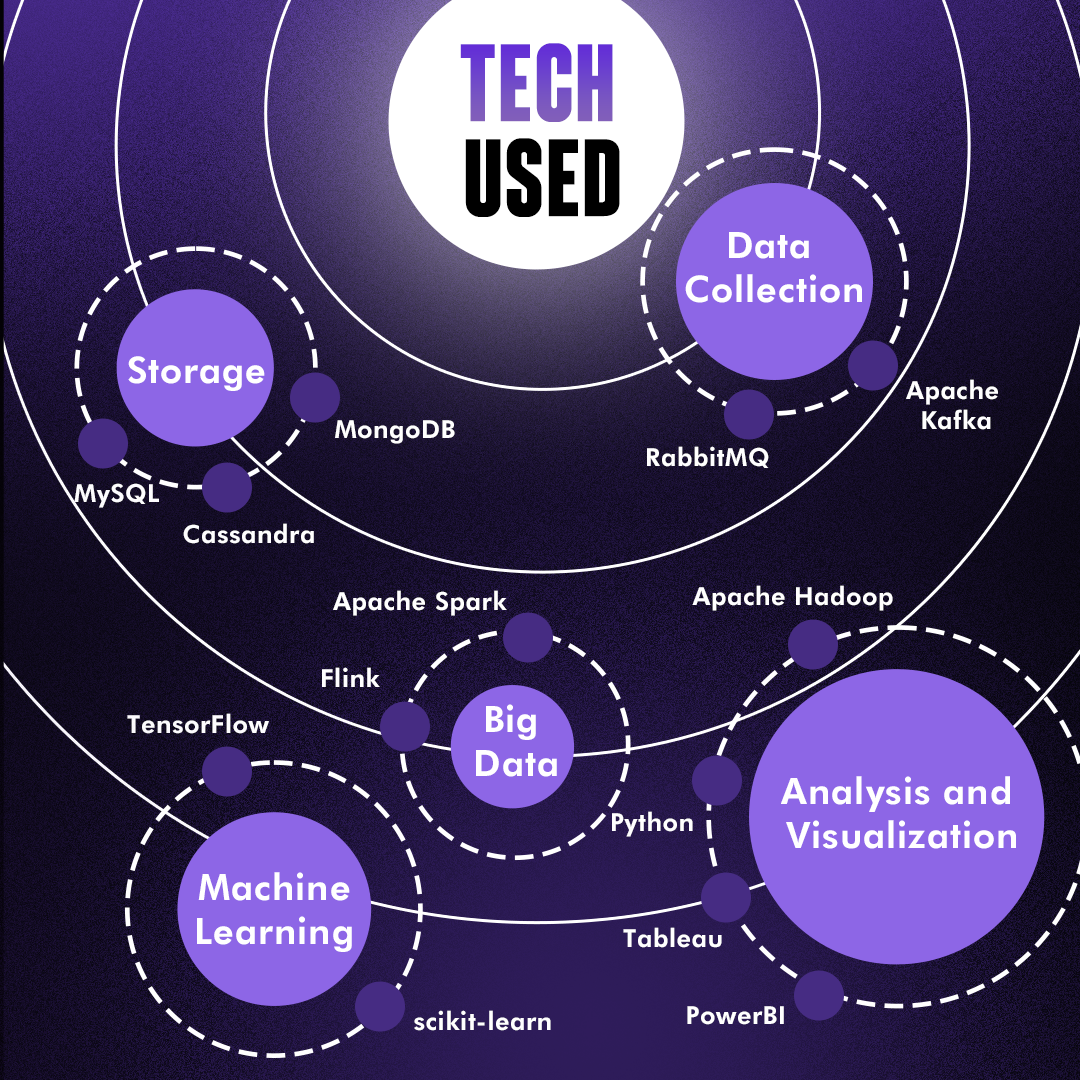 TECH
USED
Data
Collection
Apache
Kafka
RabbitMQ
Storage
MongoDB
MySQL
Cassandra
Apache Spark
Flink
Big
Data
Apache Hadoop
Python
Analysis and
Visualization
Tableau
PowerBI
TensorFlow
Machine
Learning
scikit-learn